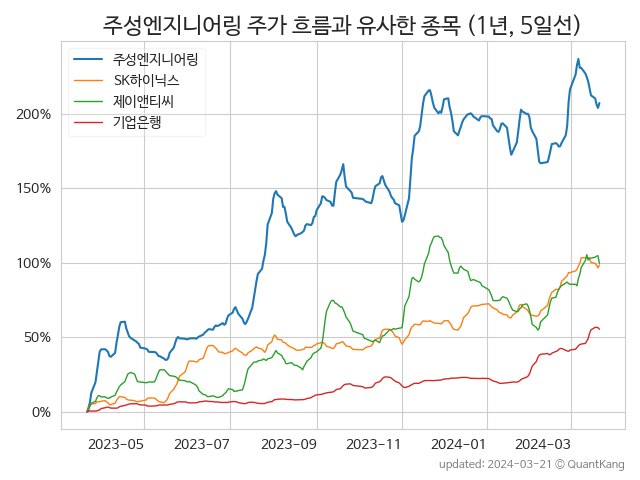 주성엔지니어링 주가 흐름과 유사한 종목 (1년, 5일선)
주성엔지니어링
SK하이닉스
제이앤티씨
기업은행
200%
150%
100%
50%
0%
2023-05 2023-07 2023-09 2023-11 2024-01 2024-03
updated: 2024-03-21 © QuantKang